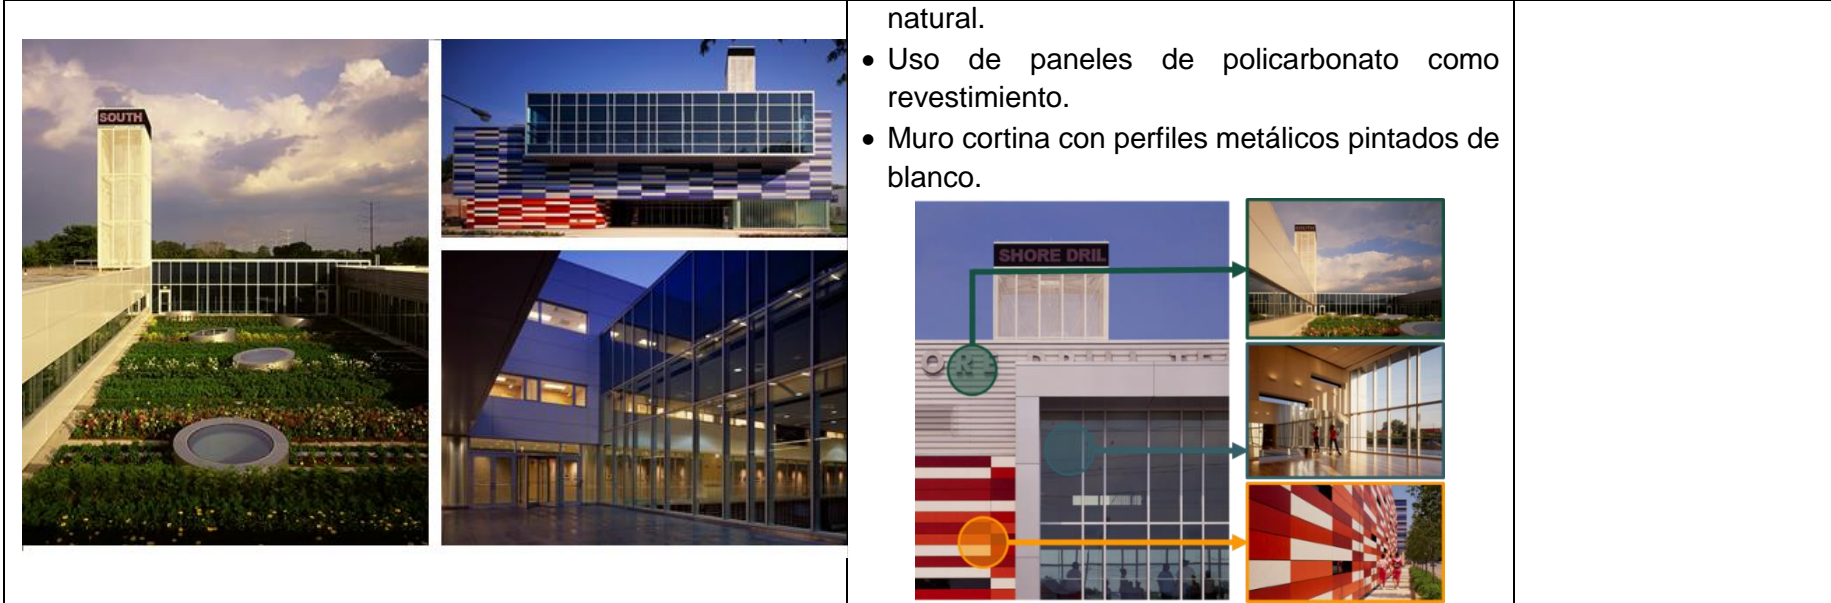 natural.
• Uso de paneles de policarbonato como
revestimiento.
• Muro cortina con perfiles metálicos pintados de
blanco.
SOUTH
SHORE DRIL
SOUTH